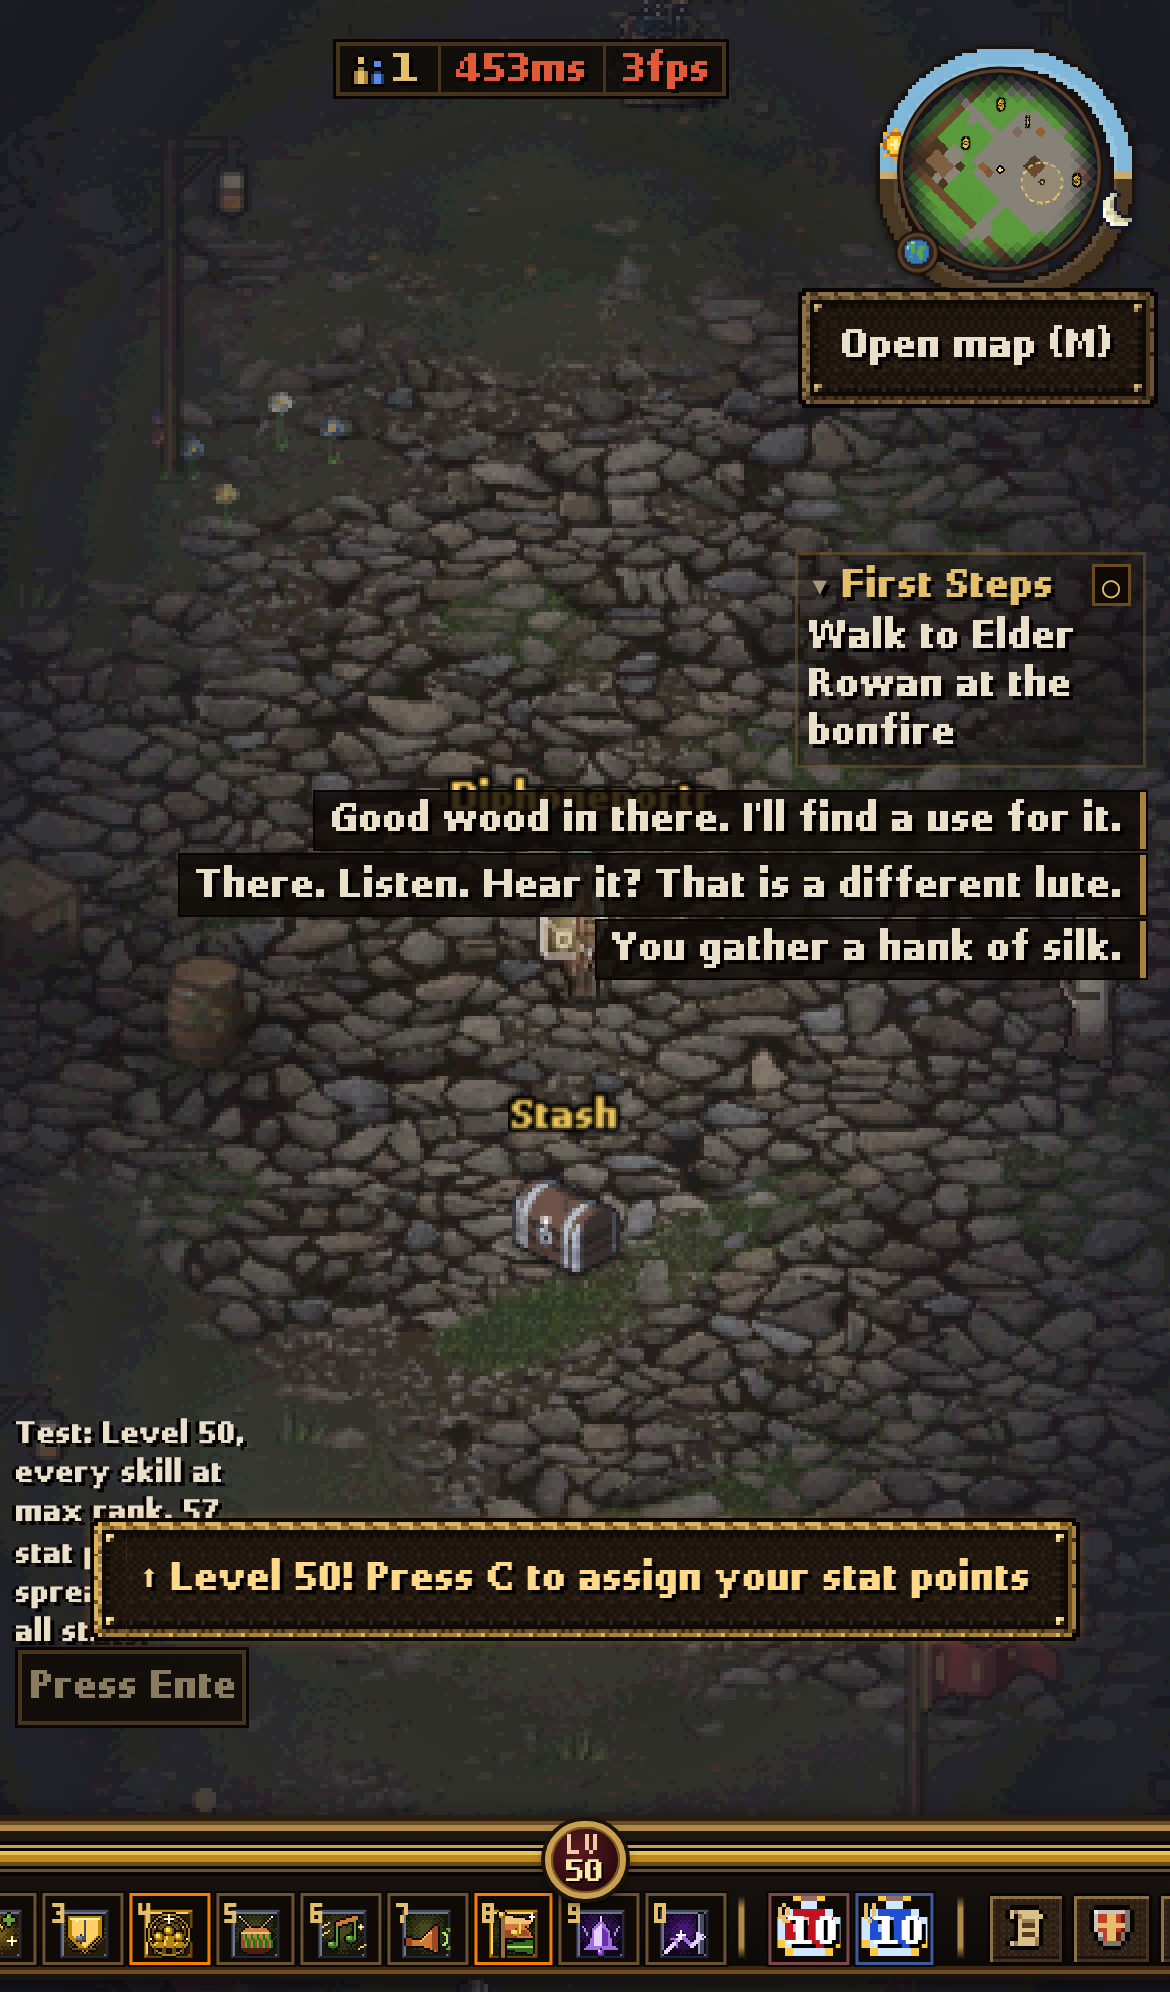 1 453ms 3fps
Open map (M)
First Steps
Walk to Elder
Rowan at the
bonfire
Good wood in there. I'll find a use for it.
There. Listen. Hear it? That is a different lute.
You gather a hank of silk.
Stash
Test: Level 50,
every skill at
max rank. 57
stat
all
↑ Level 50! Press C to assign your stat points
Press Ente
LV
50
3 4 5 6 7 8 9 0 10 10